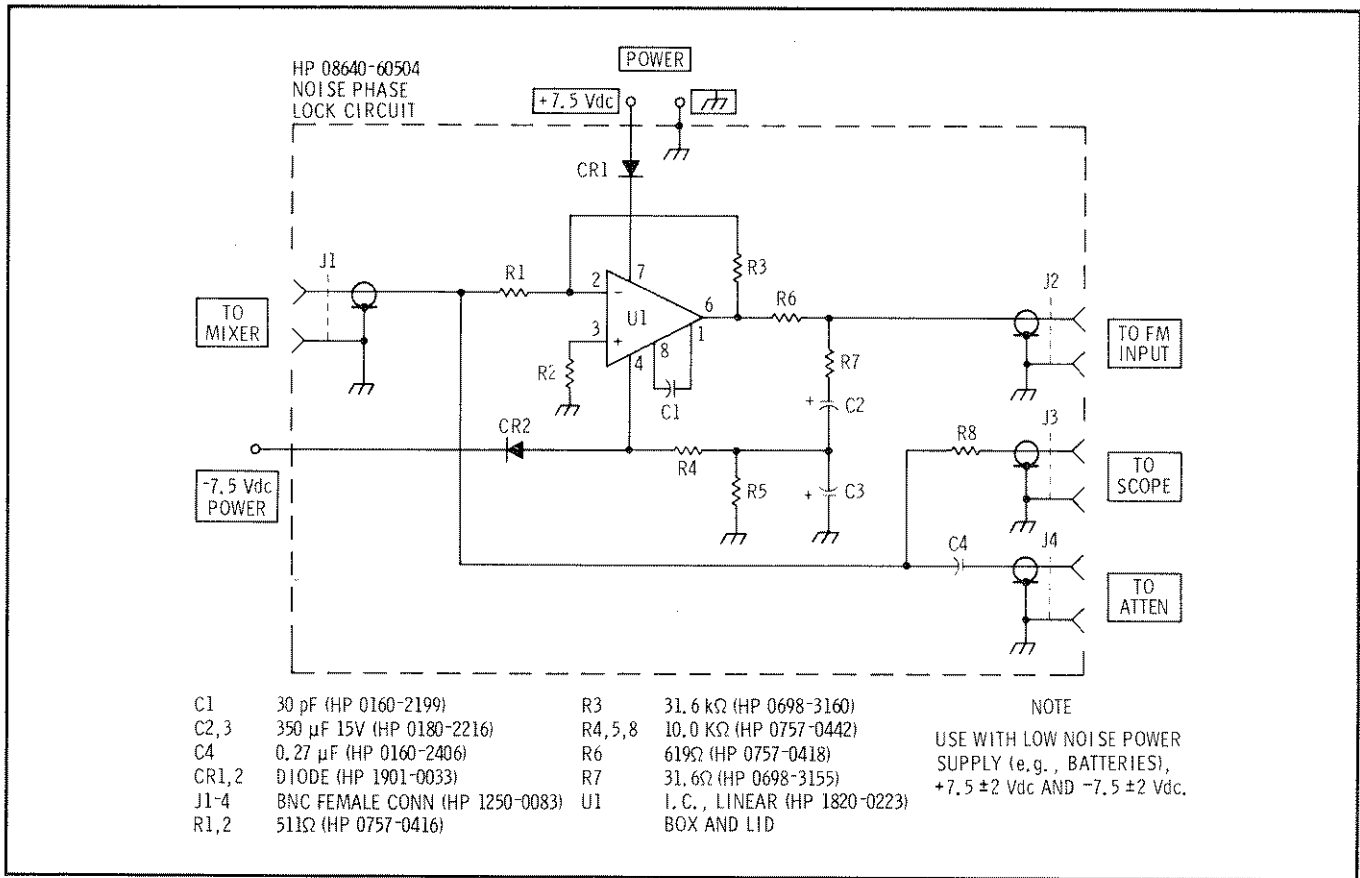 HP 08640-60504
NOISE PHASE
LOCK CIRCUIT
POWER
+7.5 Vdc
CR1
J1
R1
2
−
7
R3
TO
MIXER
3
+
U1
6
8
1
4
R2
C1
R6
R7
+
C2
J2
TO FM
INPUT
CR2
-7.5 Vdc
POWER
R4
R5
+
C3
R8
J3
TO
SCOPE
C4
J4
TO
ATTEN
C1 30 pF (HP 0160-2199)
C2,3 350 µF 15V (HP 0180-2216)
C4 0.27 µF (HP 0160-2406)
CR1,2 DIODE (HP 1901-0033)
J1-4 BNC FEMALE CONN (HP 1250-0083)
R1,2 511Ω (HP 0757-0416)
R3 31.6 kΩ (HP 0698-3160)
R4,5,8 10.0 KΩ (HP 0757-0442)
R6 619Ω (HP 0757-0418)
R7 31.6Ω (HP 0698-3155)
U1 I.C., LINEAR (HP 1820-0223)
BOX AND LID
NOTE
USE WITH LOW NOISE POWER
SUPPLY (e.g., BATTERIES),
+7.5 ±2 Vdc AND -7.5 ±2 Vdc.